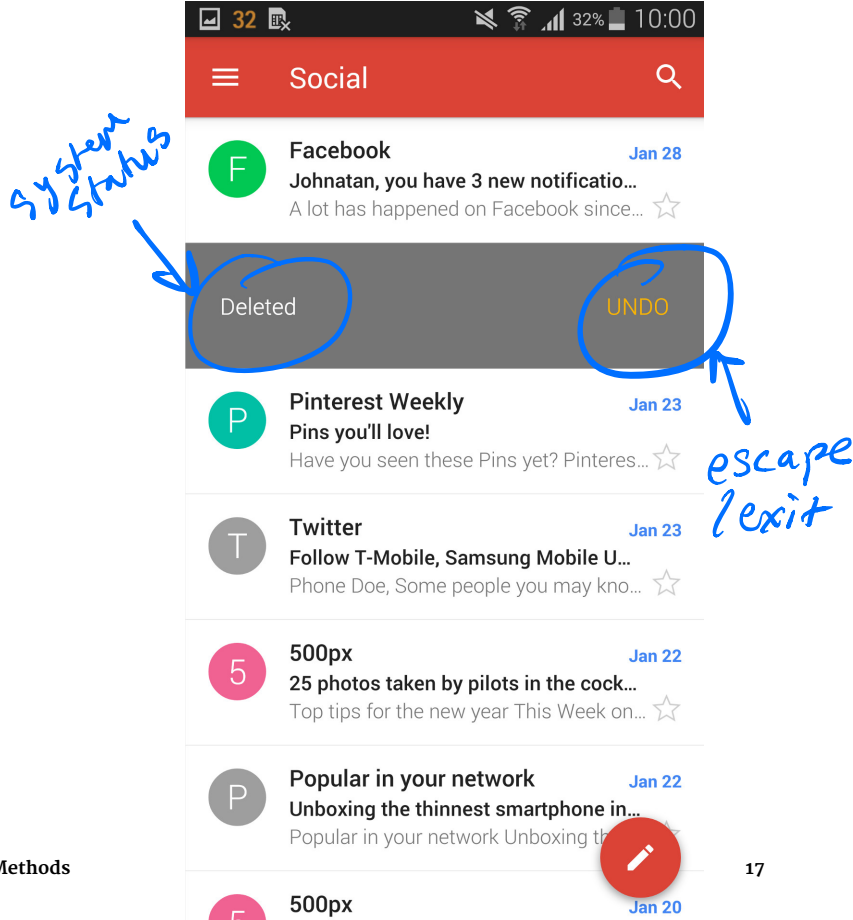 32
32%
10:00
Social
system
status
F
Facebook
Jan 28
Johnatan, you have 3 new notificatio...
A lot has happened on Facebook since...
Deleted
UNDO
P
Pinterest Weekly
Jan 23
Pins you'll love!
Have you seen these Pins yet? Pinteres...
escape
/exit
T
Twitter
Jan 23
Follow T-Mobile, Samsung Mobile U...
Phone Doe, Some people you may kno...
5
500px
Jan 22
25 photos taken by pilots in the cock...
Top tips for the new year This Week on...
P
Popular in your network
Jan 22
Unboxing the thinnest smartphone in...
Popular in your network Unboxing th
Methods
17
5
500px
Jan 20